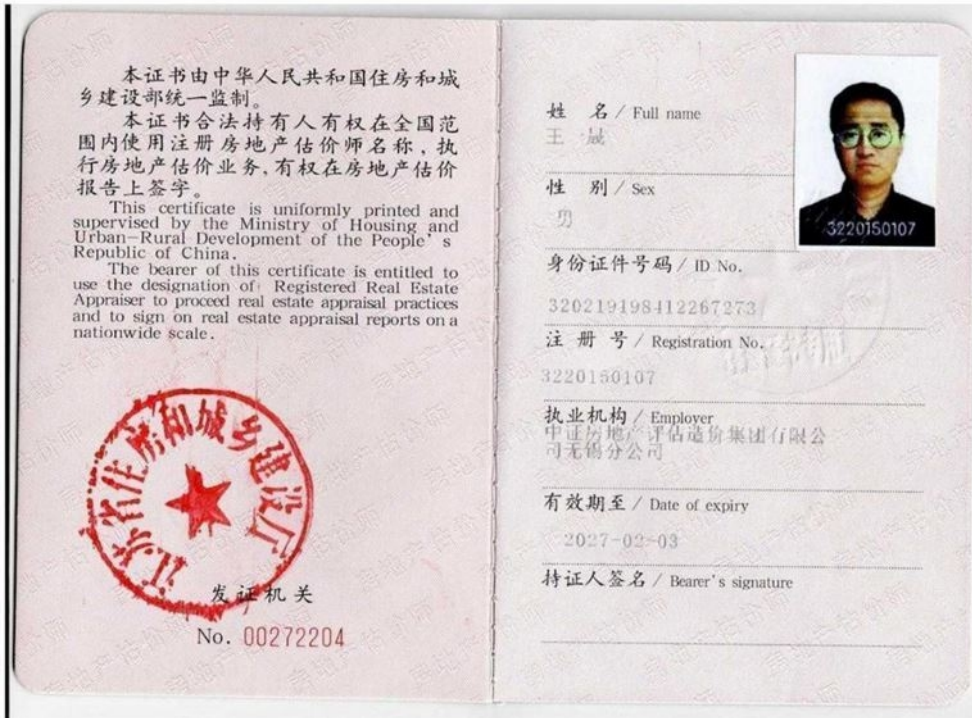 本证书由中华人民共和国住房和城
乡建设部统一监制。
本证书合法持有人有权在全国范
围内使用注册房地产估价师名称，执
行房地产估价业务，有权在房地产估价
报告上签字。
This certificate is uniformly printed and
supervised by the Ministry of Housing and
Urban-Rural Development of the People's
Republic of China.
The bearer of this certificate is entitled to
use the designation of Registered Real Estate
Appraiser to proceed real estate appraisal practices
and to sign on real estate appraisal reports on a
nationwide scale.
江苏省住房和城乡建设厅
发证机关
No. 00272204
姓 名 / Full name
王 晟
3220150107
性 别 / Sex
男
身份证件号码 / ID No.
320219198412267273
注 册 号 / Registration No.
3220150107
执业机构 / Employer
中证房地产评估造价集团有限公
司无锡分公司
有效期至 / Date of expiry
2027-02-03
持证人签名 / Bearer's signature